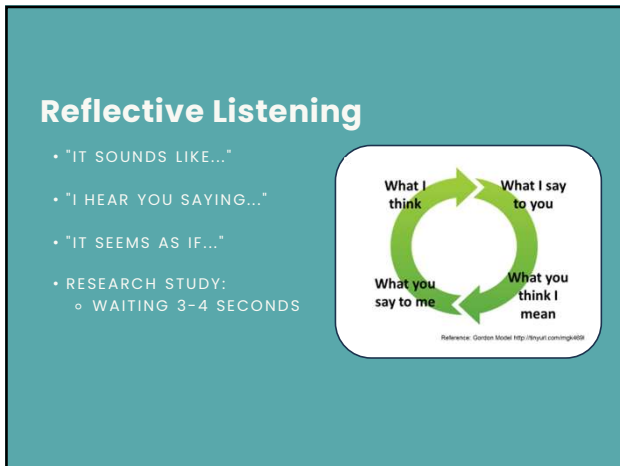 Reflective Listening
• "IT SOUNDS LIKE..."
• "I HEAR YOU SAYING..."
• "IT SEEMS AS IF..."
• RESEARCH STUDY:
◦ WAITING 3-4 SECONDS
What I
think
What I say
to you
What you
think I
mean
What you
say to me
Reference: Gordon Model